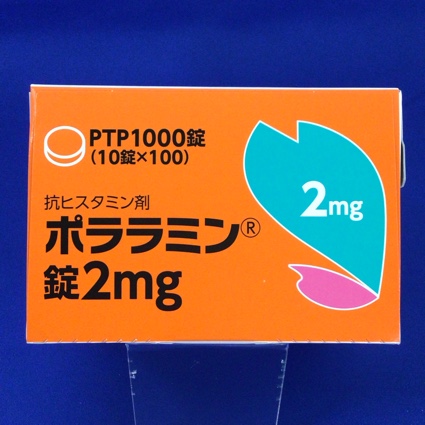 PTP1000錠
(10錠×100)
2mg
抗ヒスタミン剤
ポララミン®
錠2mg